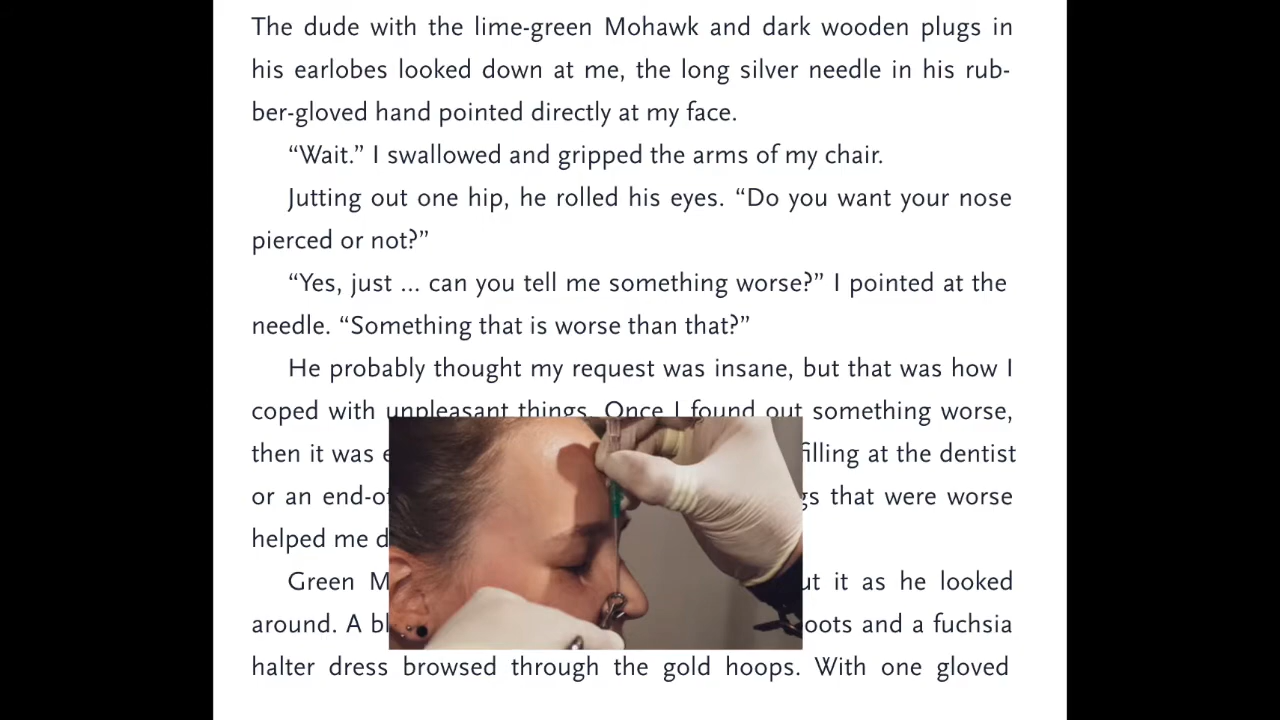 The dude with the lime-green Mohawk and dark wooden plugs in
his earlobes looked down at me, the long silver needle in his rub-
ber-gloved hand pointed directly at my face.
“Wait.” I swallowed and gripped the arms of my chair.
Jutting out one hip, he rolled his eyes. “Do you want your nose
pierced or not?”
“Yes, just ... can you tell me something worse?” I pointed at the
needle. “Something that is worse than that?”
He probably thought my request was insane, but that was how I
coped with unpleasant things. Once I found out something worse,
then it was filling at the dentist
or an that were worse
helped me
Green it as he looked
around. A and a fuchsia
halter dress browsed through the gold hoops. With one gloved